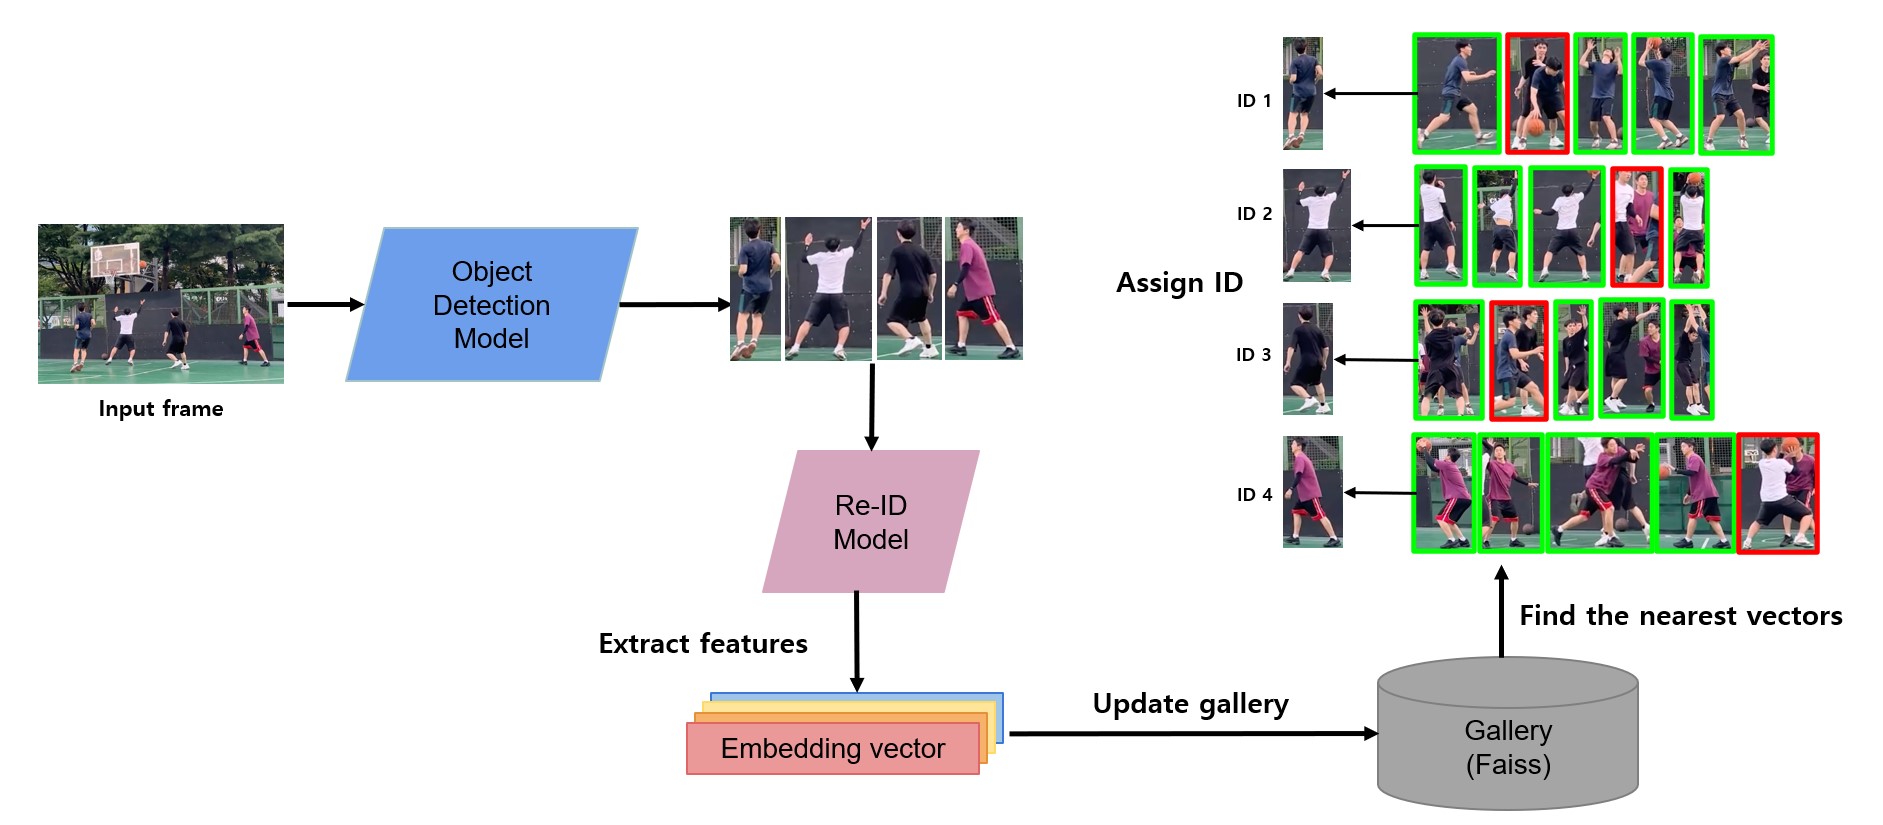 Input frame
Object
Detection
Model
Re-ID
Model
Extract features
Embedding vector
Update gallery
Gallery
(Faiss)
Find the nearest vectors
Assign ID
ID 1
ID 2
ID 3
ID 4